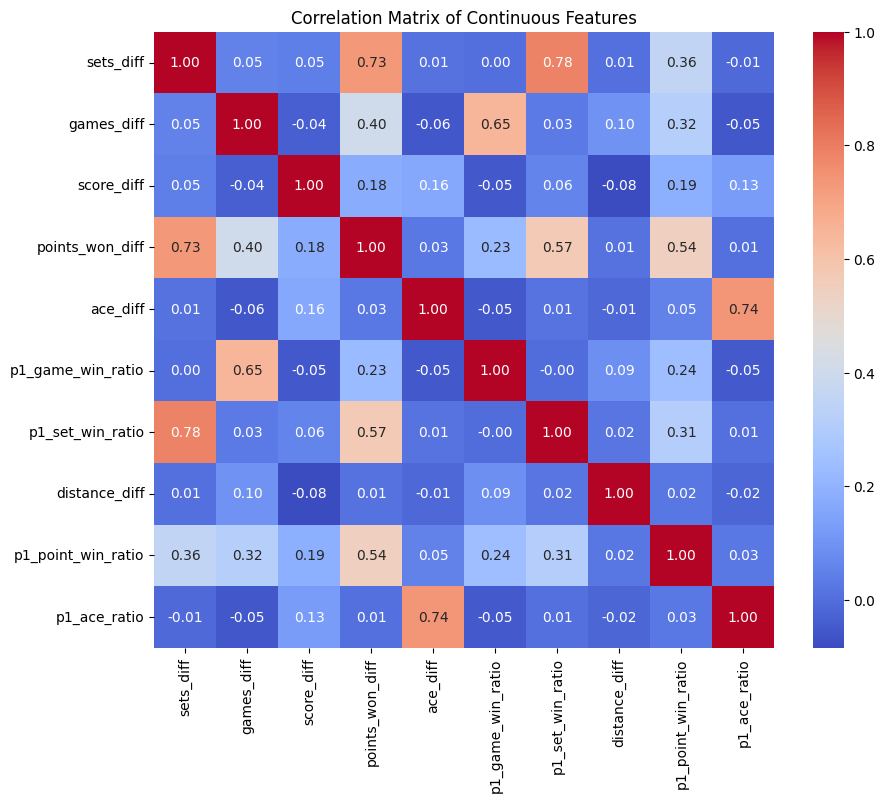 Correlation Matrix of Continuous Features
sets_diff 1.00 0.05 0.05 0.73 0.01 0.00 0.78 0.01 0.36 -0.01
games_diff 0.05 1.00 -0.04 0.40 -0.06 0.65 0.03 0.10 0.32 -0.05
score_diff 0.05 -0.04 1.00 0.18 0.16 -0.05 0.06 -0.08 0.19 0.13
points_won_diff 0.73 0.40 0.18 1.00 0.03 0.23 0.57 0.01 0.54 0.01
ace_diff 0.01 -0.06 0.16 0.03 1.00 -0.05 0.01 -0.01 0.05 0.74
p1_game_win_ratio 0.00 0.65 -0.05 0.23 -0.05 1.00 -0.00 0.09 0.24 -0.05
p1_set_win_ratio 0.78 0.03 0.06 0.57 0.01 -0.00 1.00 0.02 0.31 0.01
distance_diff 0.01 0.10 -0.08 0.01 -0.01 0.09 0.02 1.00 0.02 -0.02
p1_point_win_ratio 0.36 0.32 0.19 0.54 0.05 0.24 0.31 0.02 1.00 0.03
p1_ace_ratio -0.01 -0.05 0.13 0.01 0.74 -0.05 0.01 -0.02 0.03 1.00
sets_diff
games_diff
score_diff
points_won_diff
ace_diff
p1_game_win_ratio
p1_set_win_ratio
distance_diff
p1_point_win_ratio
p1_ace_ratio
1.0
0.8
0.6
0.4
0.2
0.0